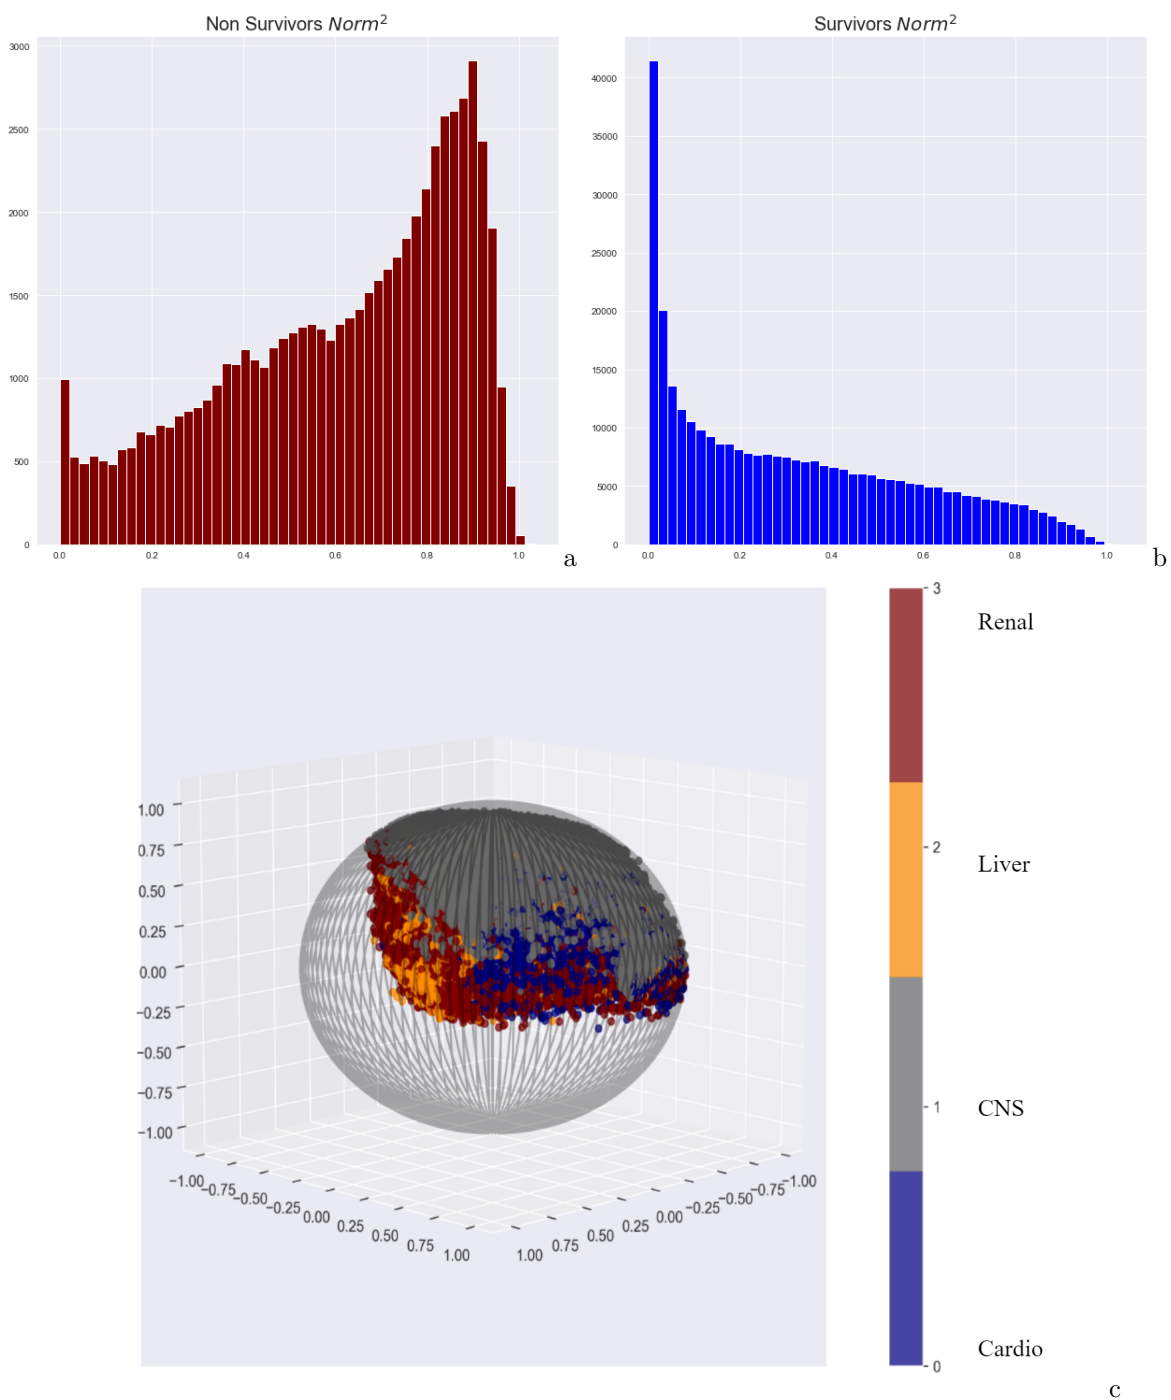 Non Survivors Norm²
Survivors Norm²
3000
2500
2000
1500
1000
500
0
0.0 0.2 0.4 0.6 0.8 1.0
a
40000
35000
30000
25000
20000
15000
10000
5000
0
0.0 0.2 0.4 0.6 0.8 1.0
b
1.00
0.75
0.50
0.25
0.00
−0.25
−0.50
−0.75
−1.00
−1.00 −0.75 −0.50 −0.25 0.00 0.25 0.50 0.75 1.00
1.00 0.75 0.50 0.25 0.00 −0.25 −0.50 −0.75 −1.00
3
Renal
2
Liver
1
CNS
0
Cardio
c